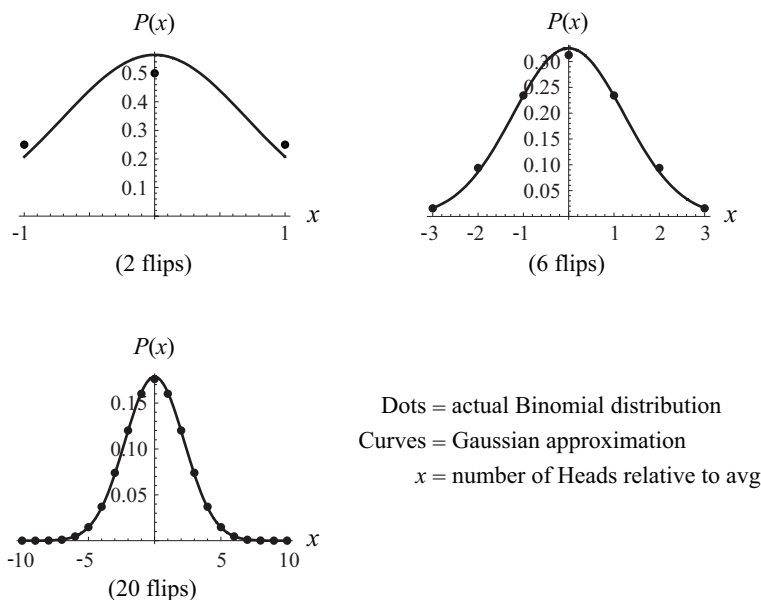 P(x)
0.5
0.4
0.3
0.2
0.1
-1
1
x
(2 flips)
P(x)
0.30
0.25
0.20
0.15
0.10
0.05
-3
-2
-1
1
2
3
x
(6 flips)
P(x)
0.15
0.10
0.05
-10
-5
5
10
x
(20 flips)
Dots = actual Binomial distribution
Curves = Gaussian approximation
x = number of Heads relative to avg